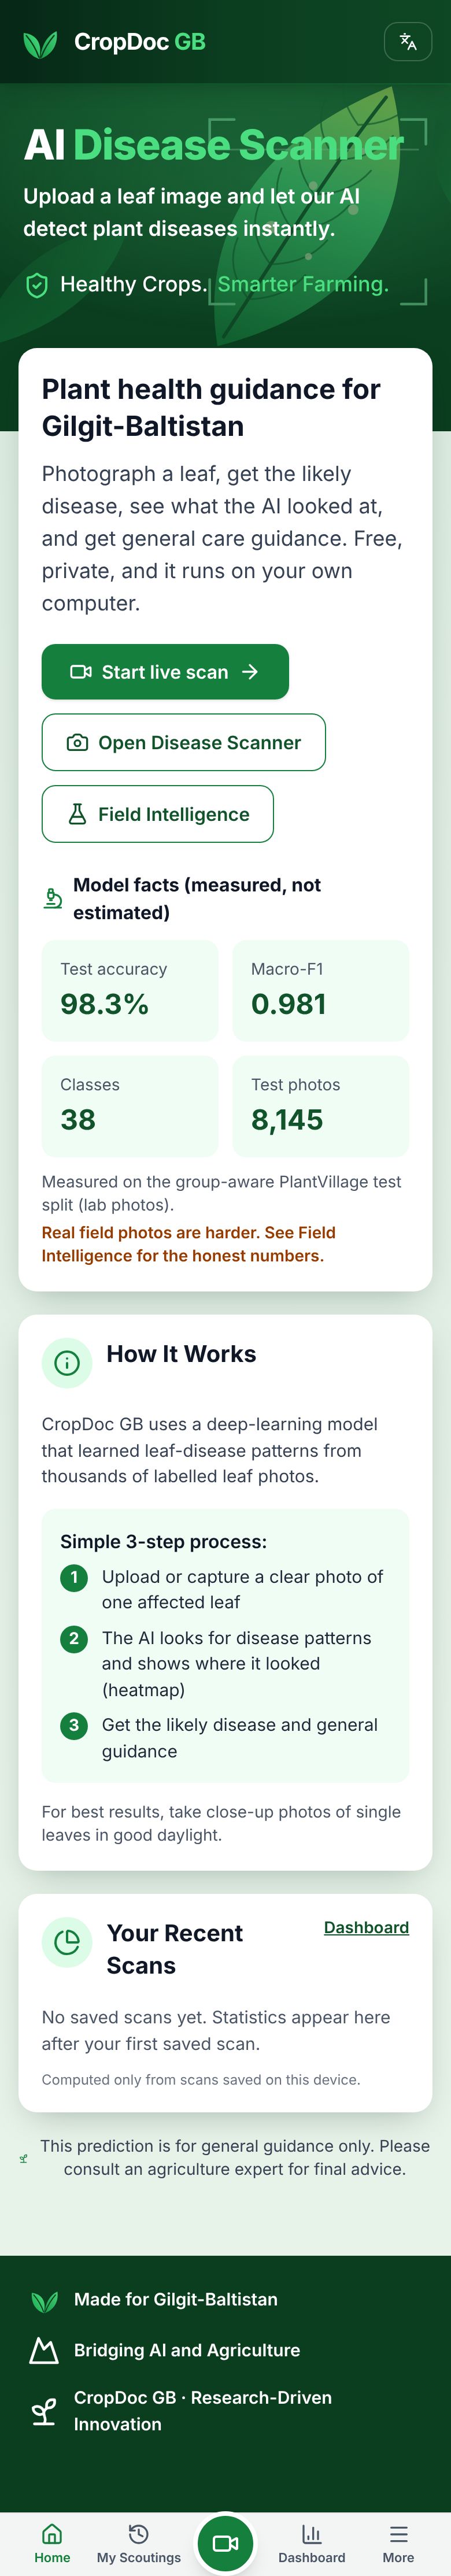 CropDoc GB
AI Disease Scanner
Upload a leaf image and let our AI
detect plant diseases instantly.
Healthy Crops. Smarter Farming.
Plant health guidance for
Gilgit-Baltistan
Photograph a leaf, get the likely
disease, see what the AI looked at,
and get general care guidance. Free,
private, and it runs on your own
computer.
Start live scan
Open Disease Scanner
Field Intelligence
Model facts (measured, not
estimated)
Test accuracy
98.3%
Macro-F1
0.981
Classes
38
Test photos
8,145
Measured on the group-aware PlantVillage test
split (lab photos).
Real field photos are harder. See Field
Intelligence for the honest numbers.
How It Works
CropDoc GB uses a deep-learning model
that learned leaf-disease patterns from
thousands of labelled leaf photos.
Simple 3-step process:
1 Upload or capture a clear photo of
one affected leaf
2 The AI looks for disease patterns
and shows where it looked
(heatmap)
3 Get the likely disease and general
guidance
For best results, take close-up photos of single
leaves in good daylight.
Your Recent
Scans
Dashboard
No saved scans yet. Statistics appear here
after your first saved scan.
Computed only from scans saved on this device.
This prediction is for general guidance only. Please
consult an agriculture expert for final advice.
Made for Gilgit-Baltistan
Bridging AI and Agriculture
CropDoc GB · Research-Driven
Innovation
Home
My Scoutings
Dashboard
More